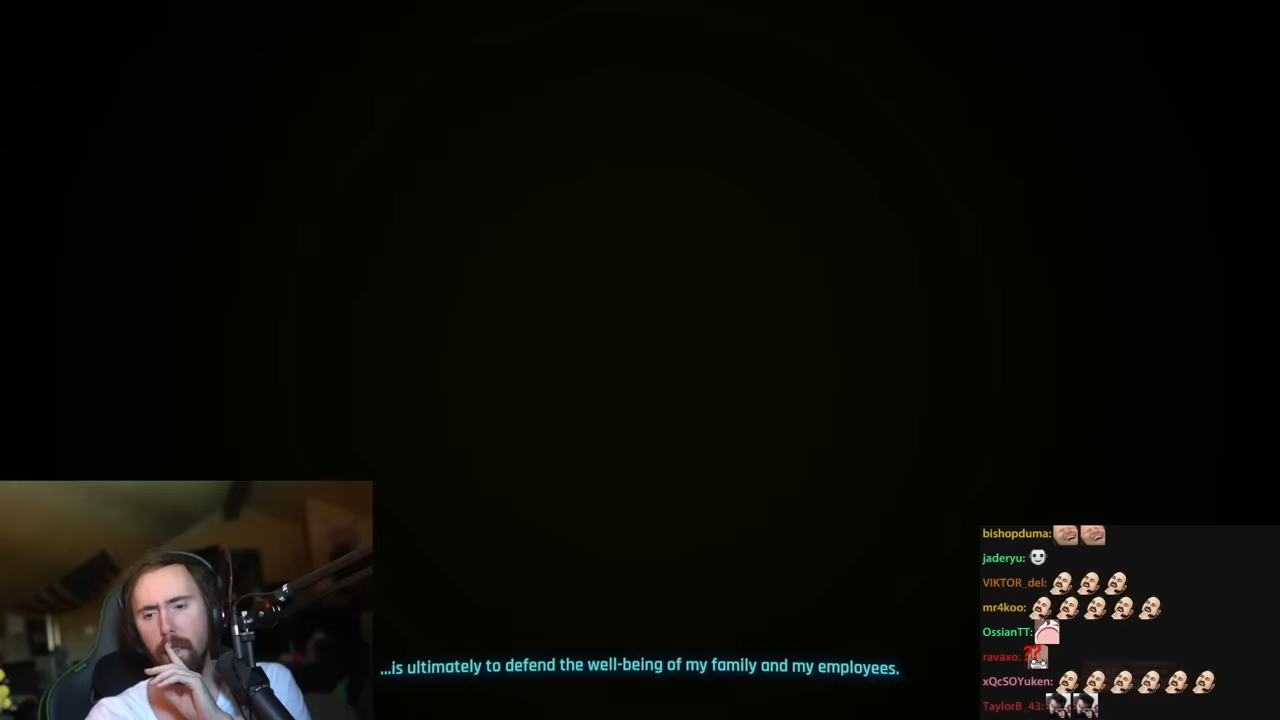 ...is ultimately to defend the well-being of my family and my employees.
bishopduma:
jaderyu:
VIKTOR_del:
mr4koo:
OssianTT:
ravaxo: ??
xQcSOYuken:
TaylorB_43: